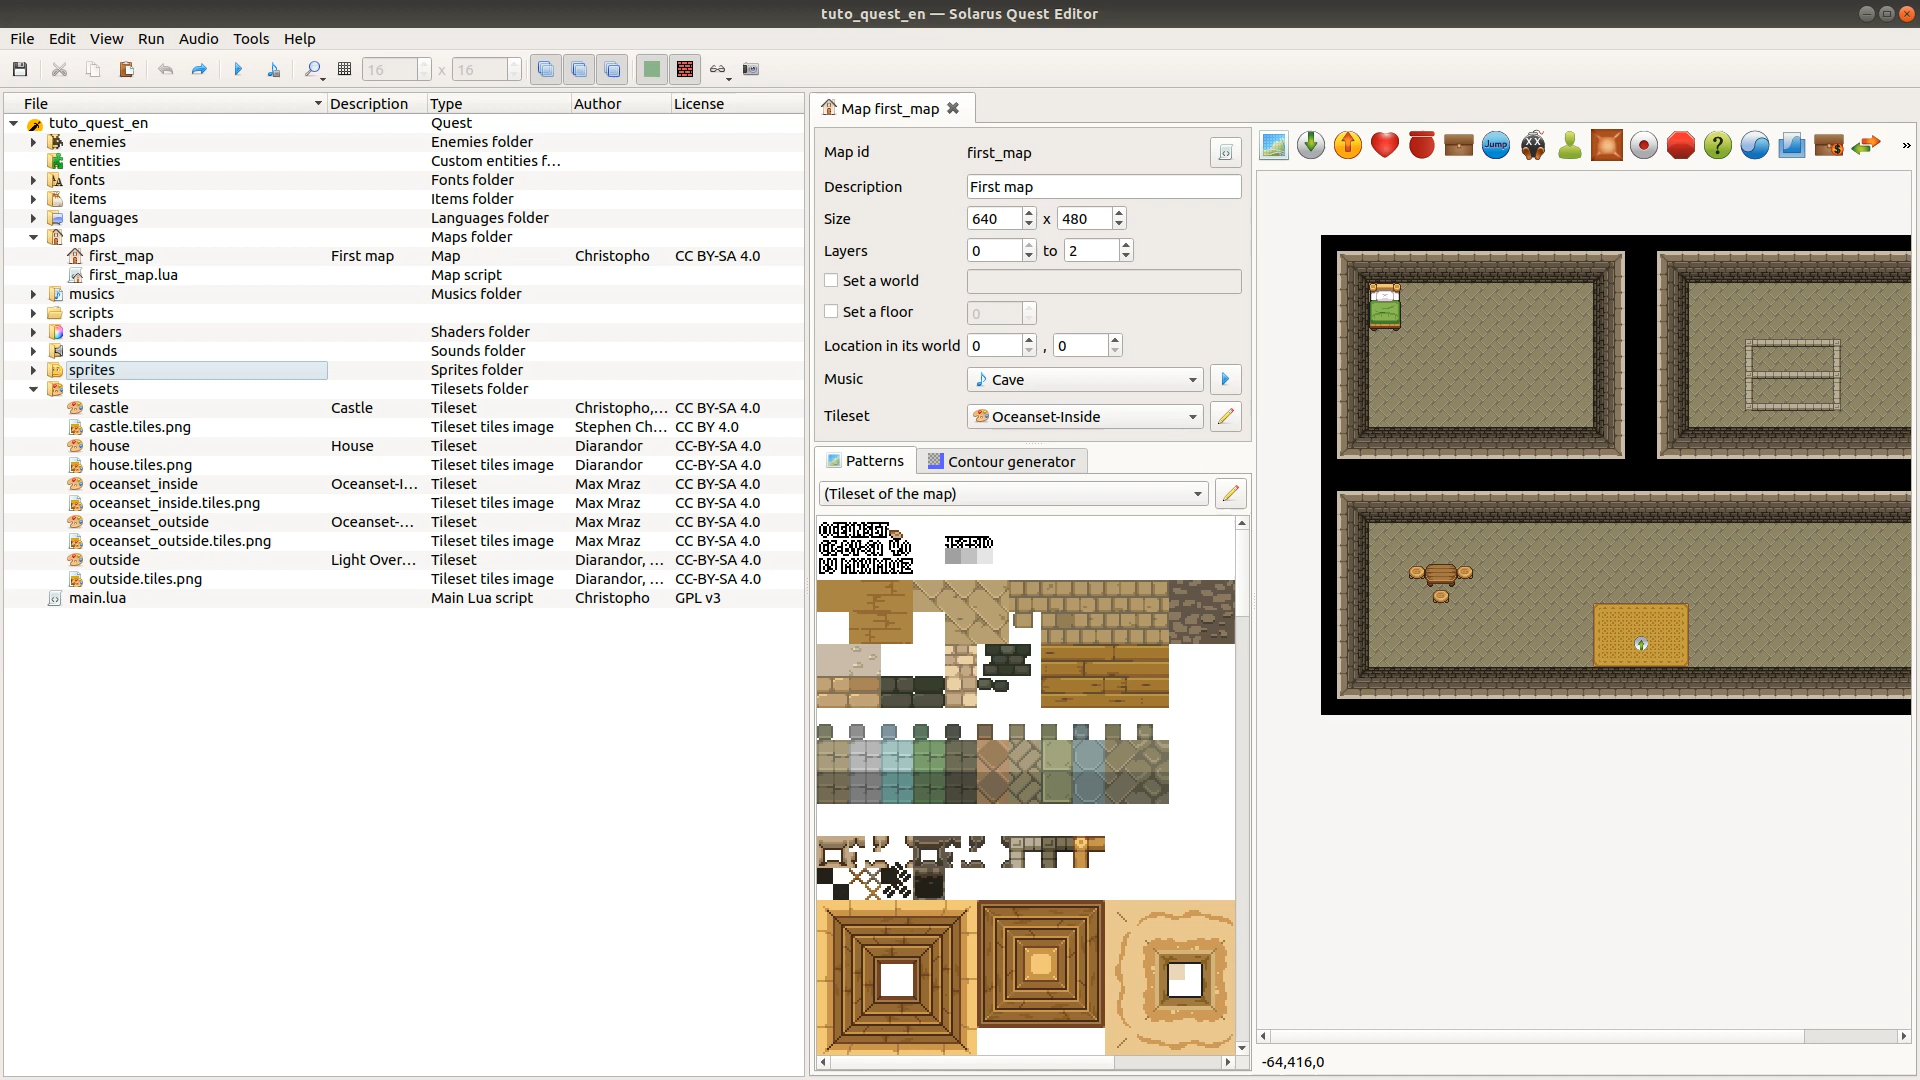 tuto_quest_en — Solarus Quest Editor
File Edit View Run Audio Tools Help
16 x 16
File Description Type Author License
tuto_quest_en Quest
enemies Enemies folder
entities Custom entities f...
fonts Fonts folder
items Items folder
languages Languages folder
maps Maps folder
first_map First map Map Christopho CC BY-SA 4.0
first_map.lua Map script
musics Musics folder
scripts
shaders Shaders folder
sounds Sounds folder
sprites Sprites folder
tilesets Tilesets folder
castle Castle Tileset Christopho,... CC BY-SA 4.0
castle.tiles.png Tileset tiles image Stephen Ch... CC BY 4.0
house House Tileset Diarandor CC-BY-SA 4.0
house.tiles.png Tileset tiles image Diarandor CC-BY-SA 4.0
oceanset_inside Oceanset-I... Tileset Max Mraz CC BY-SA 4.0
oceanset_inside.tiles.png Tileset tiles image Max Mraz CC BY-SA 4.0
oceanset_outside Oceanset-... Tileset Max Mraz CC BY-SA 4.0
oceanset_outside.tiles.png Tileset tiles image Max Mraz CC BY-SA 4.0
outside Light Over... Tileset Diarandor, ... CC-BY-SA 4.0
outside.tiles.png Tileset tiles image Diarandor, ... CC-BY-SA 4.0
main.lua Main Lua script Christopho GPL v3
Map first_map
Map id first_map
Description First map
Size 640 x 480
Layers 0 to 2
Set a world
Set a floor 0
Location in its world 0 , 0
Music Cave
Tileset Oceanset-Inside
Patterns Contour generator
(Tileset of the map)
OCEANSET
CC-BY-SA 4.0
BY MAX MRAZ
Jump
?
$
»
-64,416,0